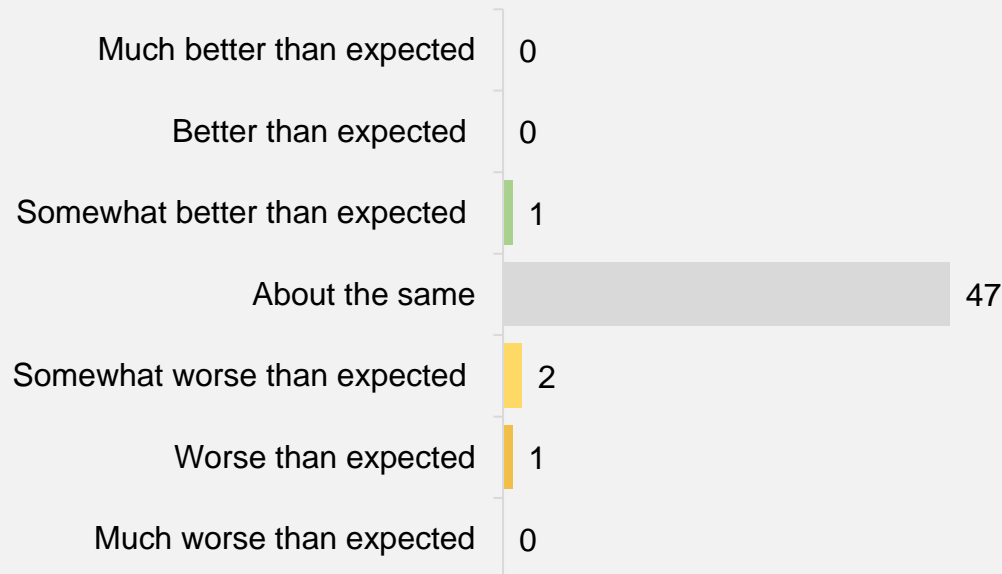 Much better than expected 0
Better than expected 0
Somewhat better than expected 1
About the same 47
Somewhat worse than expected 2
Worse than expected 1
Much worse than expected 0